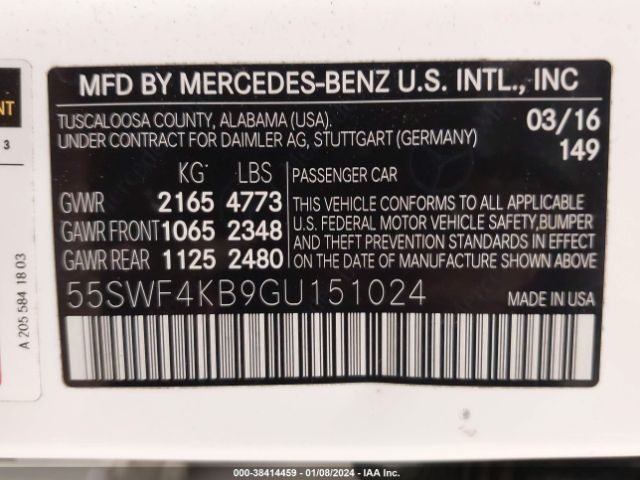 MFD BY MERCEDES-BENZ U.S. INTL., INC
TUSCALOOSA COUNTY, ALABAMA (USA).
UNDER CONTRACT FOR DAIMLER AG, STUTTGART (GERMANY)
03/16
149
KG LBS
GVWR 2165 4773
GAWR FRONT 1065 2348
GAWR REAR 1125 2480
PASSENGER CAR
THIS VEHICLE CONFORMS TO ALL APPLICABLE
U.S. FEDERAL MOTOR VEHICLE SAFETY,BUMPER
AND THEFT PREVENTION STANDARDS IN EFFECT
ON THE DATE OF MANUFACTURE SHOWN ABOVE.
55SWF4KB9GU151024
MADE IN USA
NT
3
A 205 584 18 03
000-38414459 - 01/08/2024 - IAA Inc.